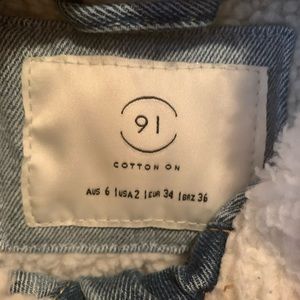 91
COTTON ON
AUS 6 | USA 2 | EUR 34 | BRZ 36